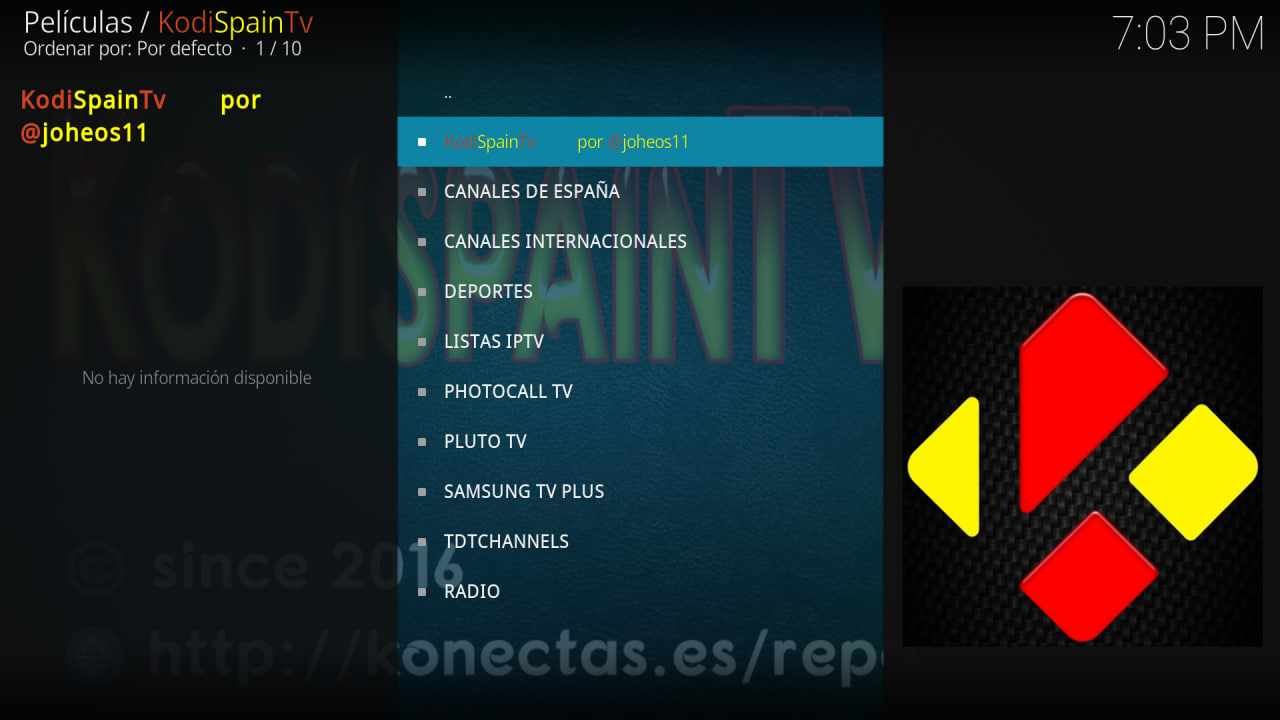 Películas / KodiSpainTv
Ordenar por: Por defecto · 1 / 10
7:03 PM
KodiSpainTv por
@joheos11
No hay información disponible
..
KodiSpainTv por @joheos11
CANALES DE ESPAÑA
CANALES INTERNACIONALES
DEPORTES
LISTAS IPTV
PHOTOCALL TV
PLUTO TV
SAMSUNG TV PLUS
TDTCHANNELS
RADIO
KODISPAINTV
© since 2016
http://konectas.es/repo